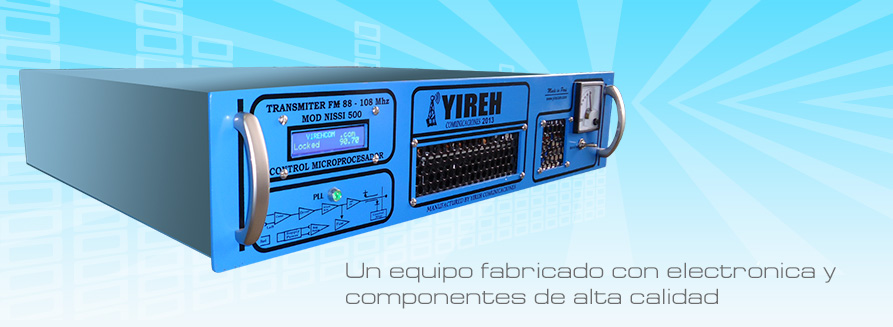 TRANSMITER FM 88 - 108 Mhz
MOD NISSI 500
YIREHCOM .com
Locked 90.70
CONTROL MICROPROCESADOR
PLL
YIREH
COMUNICACIONES 2013
MANUFACTURED BY YIREH COMUNICACIONES
Un equipo fabricado con electronica y
componentes de alta calidad